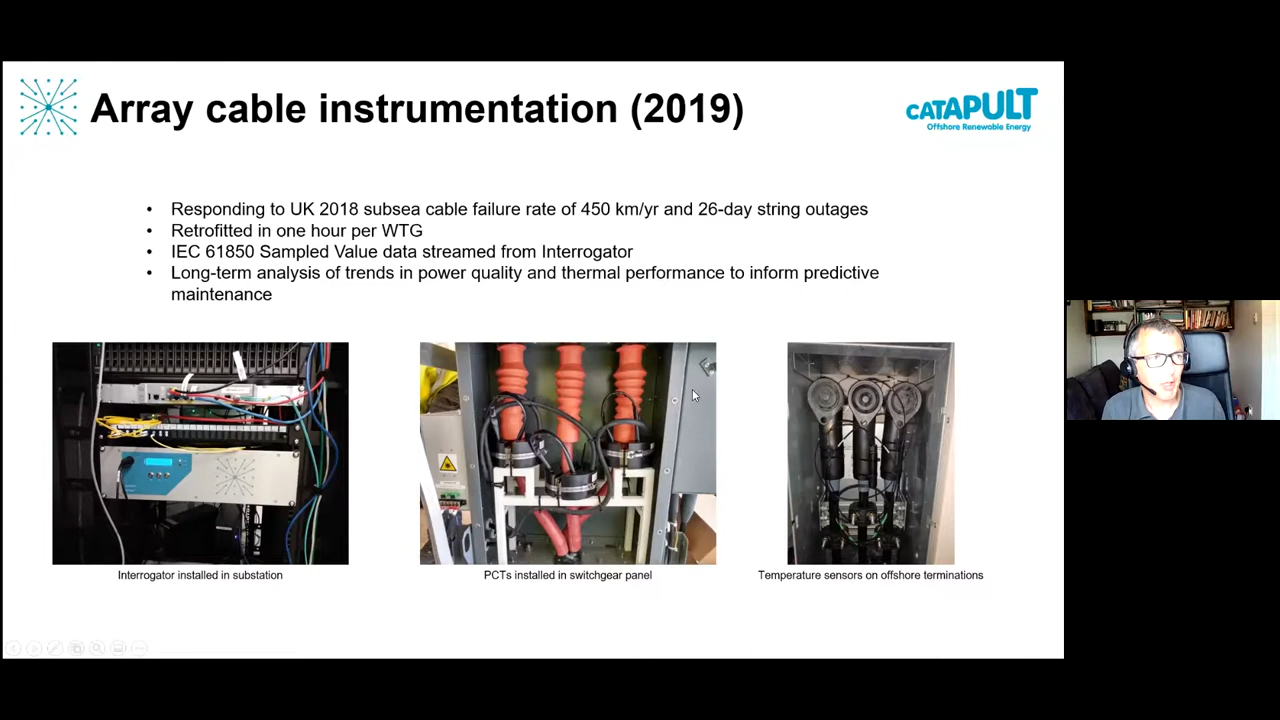 Array cable instrumentation (2019)
CATAPULT
Offshore Renewable Energy
• Responding to UK 2018 subsea cable failure rate of 450 km/yr and 26-day string outages
• Retrofitted in one hour per WTG
• IEC 61850 Sampled Value data streamed from Interrogator
• Long-term analysis of trends in power quality and thermal performance to inform predictive
maintenance
Interrogator installed in substation
PCTs installed in switchgear panel
Temperature sensors on offshore terminations